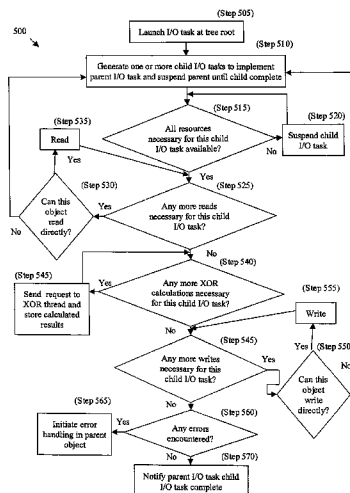 500
(Step 505)
Launch I/O task at tree root
(Step 510)
Generate one or more child I/O tasks to implement
parent I/O task and suspend parent until child complete
(Step 515)
All resources
necessary for this child
I/O task available?
No
(Step 520)
Suspend child
I/O task
(Step 535)
Read
Yes
Yes
(Step 525)
Any more reads
necessary for this child
I/O task?
Yes
(Step 530)
Can this
object
read
directly?
No
No
(Step 540)
Any more XOR
calculations necessary
for this child I/O task?
Yes
(Step 545)
Send request
to XOR thread and
store calculated
results
No
(Step 555)
Write
(Step 545)
Any more writes
necessary for this
child I/O task?
Yes
Yes
(Step 550)
Can this
object
write
directly?
No
No
(Step 560)
Any errors
encountered?
Yes
(Step 565)
Initiate error
handling in parent
object
No
(Step 570)
Notify parent I/O task child
I/O task complete